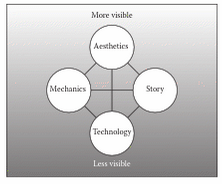 More visible
Aesthetics
Mechanics
Story
Technology
Less visible